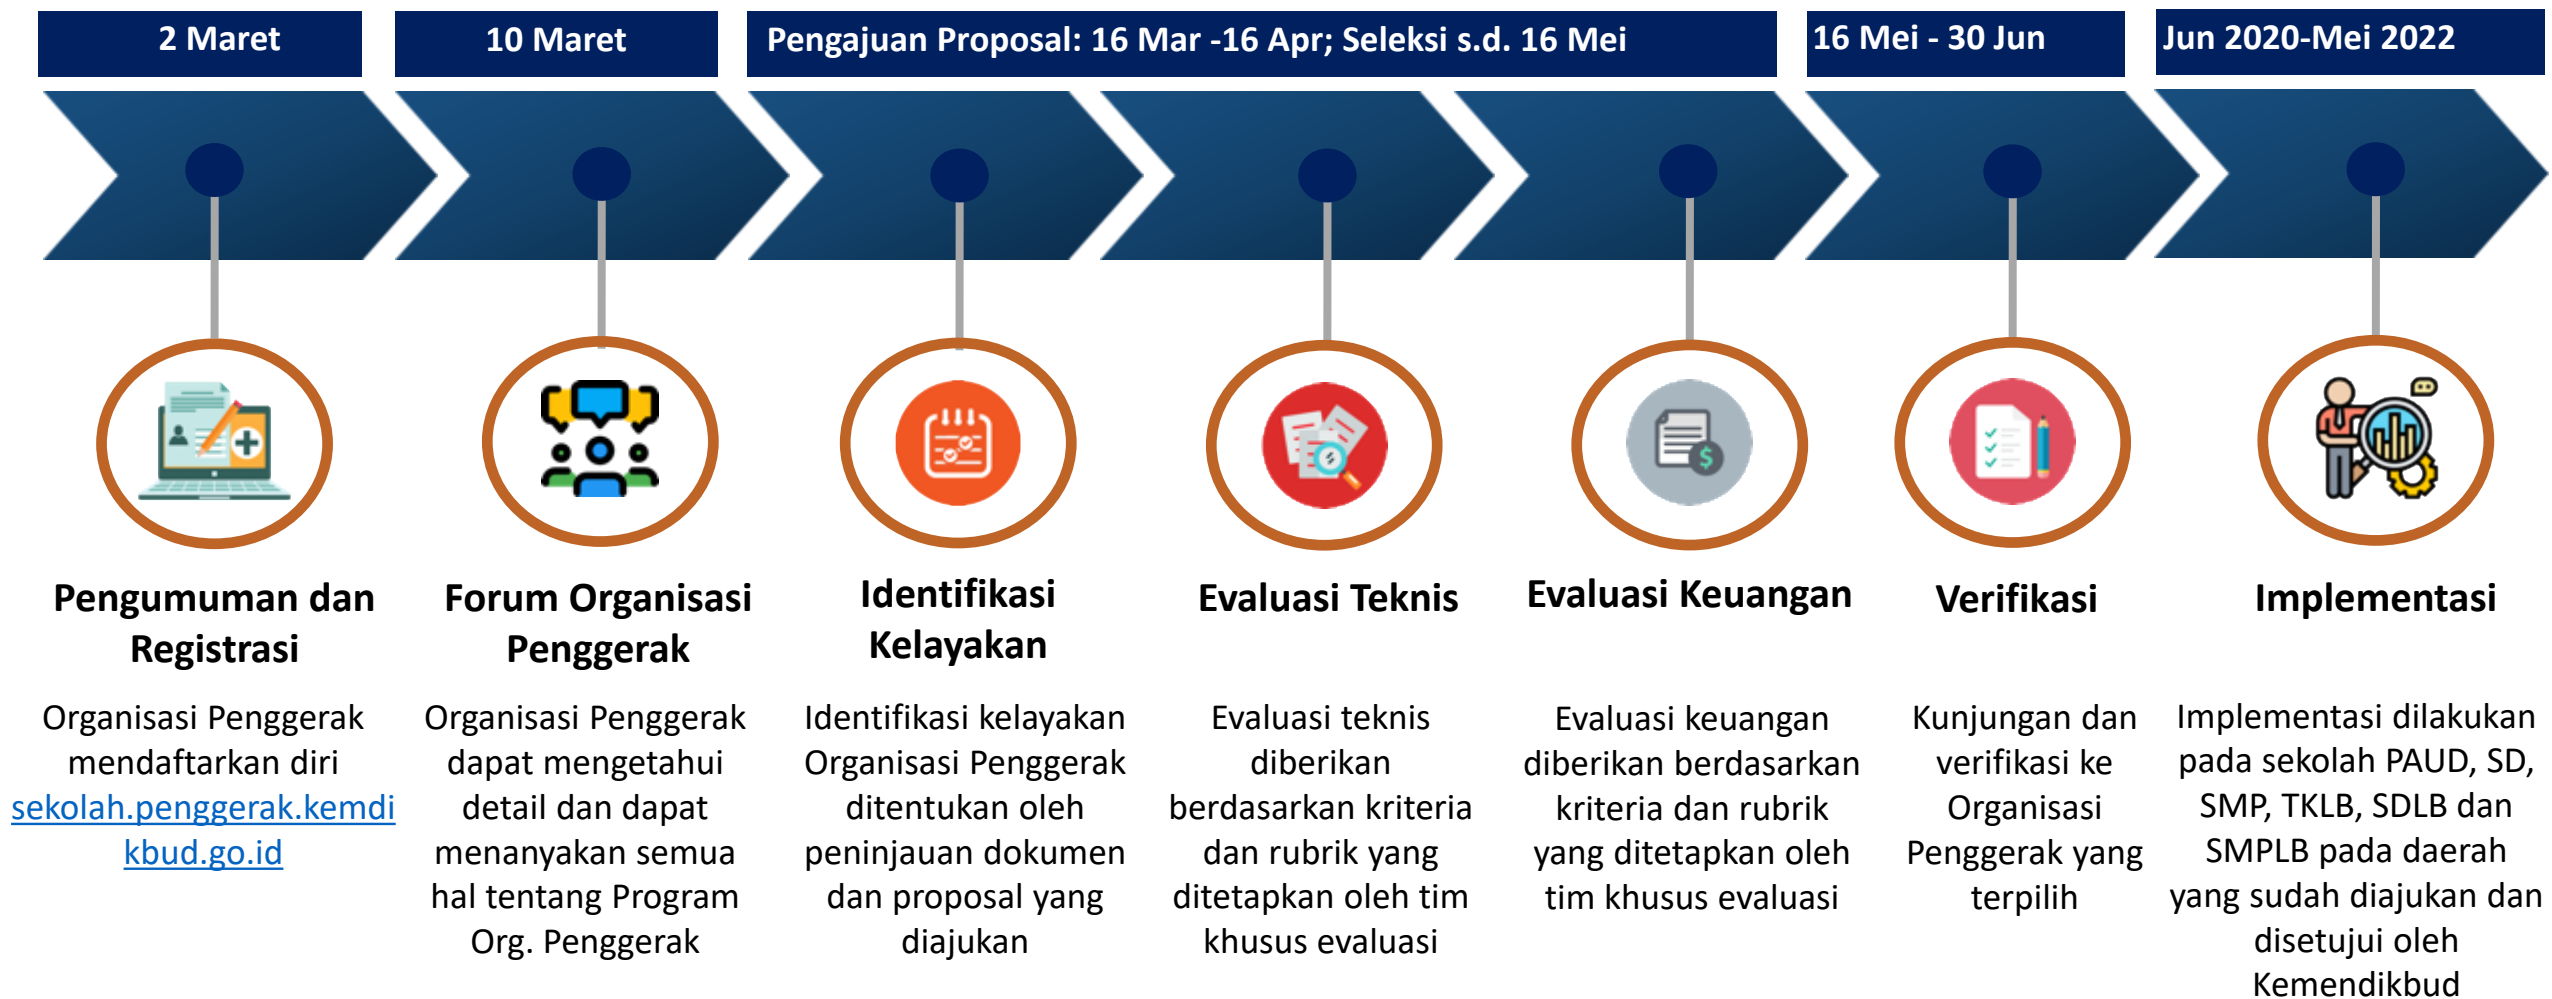 2 Maret
10 Maret
Pengajuan Proposal: 16 Mar -16 Apr; Seleksi s.d. 16 Mei
16 Mei - 30 Jun
Jun 2020-Mei 2022
Pengumuman dan
Registrasi
Organisasi Penggerak
mendaftarkan diri
sekolah.penggerak.kemdi
kbud.go.id
Forum Organisasi
Penggerak
Organisasi Penggerak
dapat mengetahui
detail dan dapat
menanyakan semua
hal tentang Program
Org. Penggerak
Identifikasi
Kelayakan
Identifikasi kelayakan
Organisasi Penggerak
ditentukan oleh
peninjauan dokumen
dan proposal yang
diajukan
Evaluasi Teknis
Evaluasi teknis
diberikan
berdasarkan kriteria
dan rubrik yang
ditetapkan oleh tim
khusus evaluasi
Evaluasi Keuangan
Evaluasi keuangan
diberikan berdasarkan
kriteria dan rubrik
yang ditetapkan oleh
tim khusus evaluasi
Verifikasi
Kunjungan dan
verifikasi ke
Organisasi
Penggerak yang
terpilih
Implementasi
Implementasi dilakukan
pada sekolah PAUD, SD,
SMP, TKLB, SDLB dan
SMPLB pada daerah
yang sudah diajukan dan
disetujui oleh
Kemendikbud